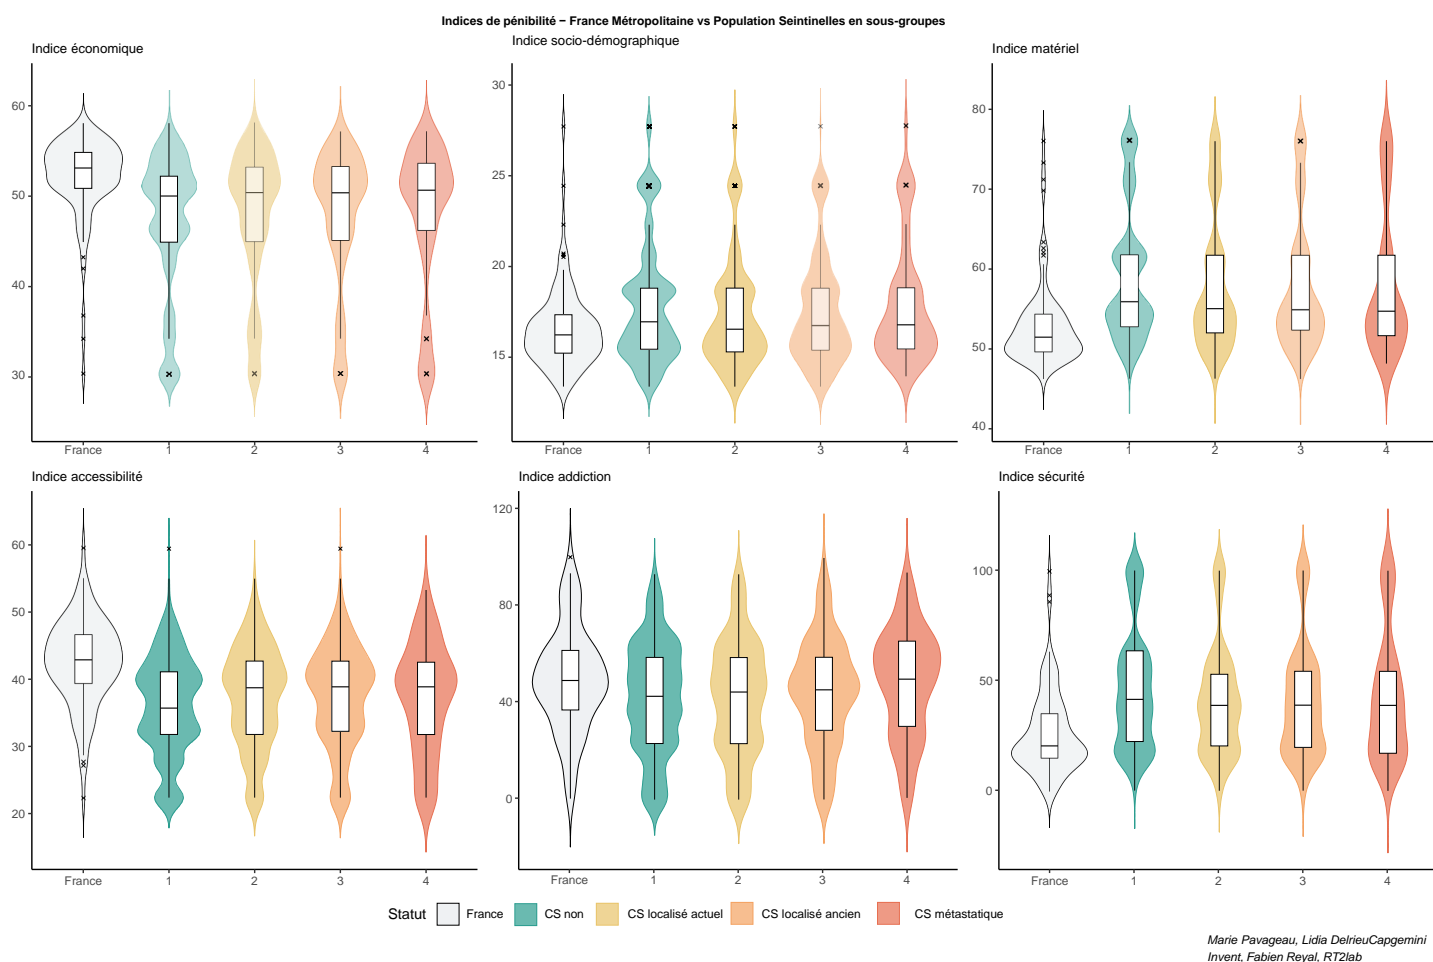 Indices de pénibilité − France Métropolitaine vs Population Seintinelles en sous-groupes
Indice économique
Indice socio-démographique
Indice matériel
60
50
40
30
France 1 2 3 4
30
25
20
15
France 1 2 3 4
80
70
60
50
40
France 1 2 3 4
Indice accessibilité
Indice addiction
Indice sécurité
60
50
40
30
20
France 1 2 3 4
120
80
40
0
France 1 2 3 4
100
50
0
France 1 2 3 4
Statut France CS non CS localisé actuel CS localisé ancien CS métastatique
Marie Pavageau, Lidia DelrieuCapgemini
Invent, Fabien Reyal, RT2lab